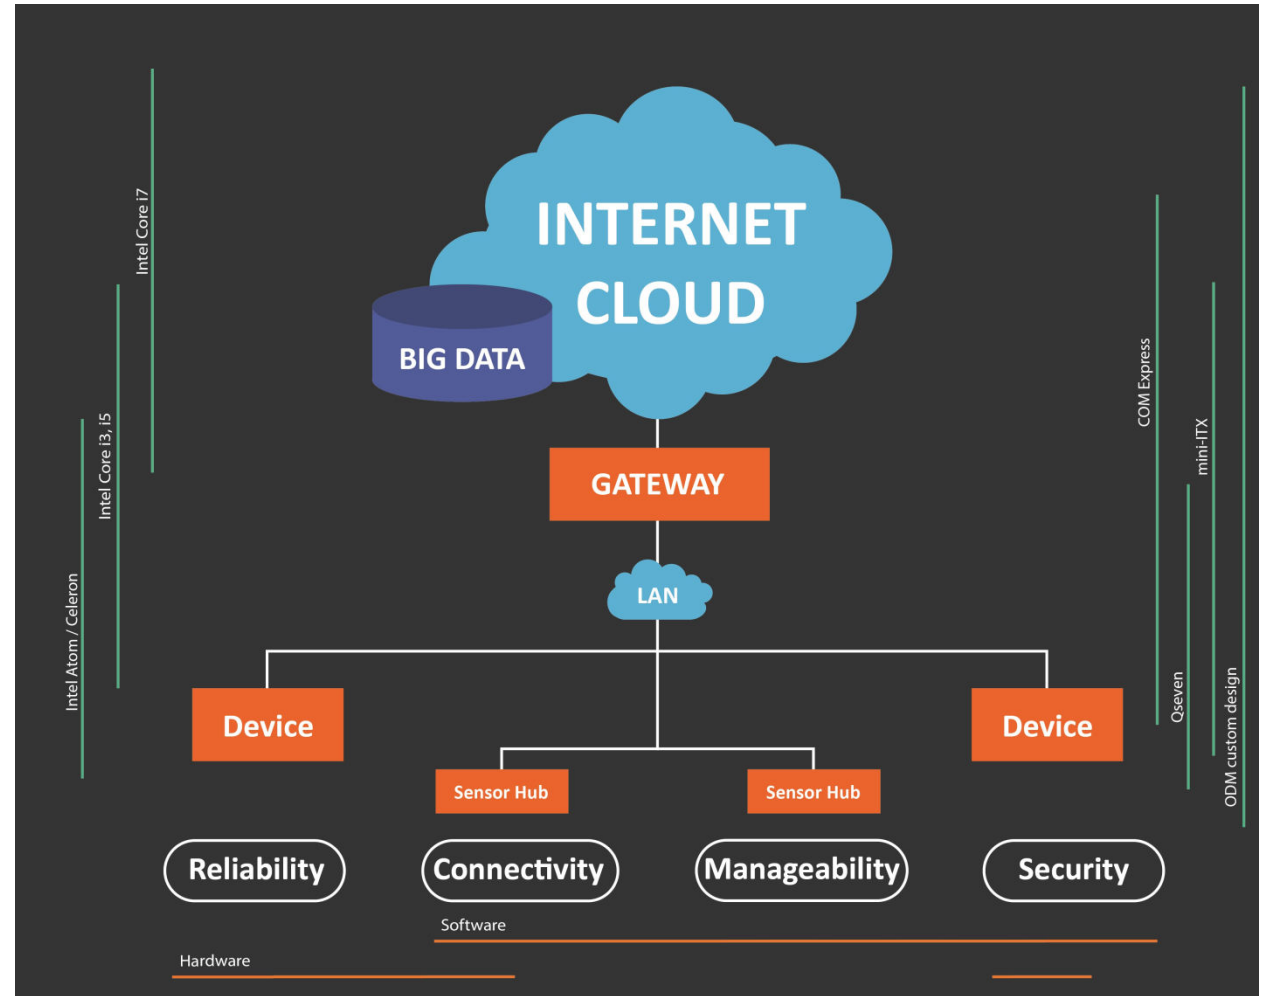 INTERNET
CLOUD
BIG DATA
GATEWAY
LAN
Device
Device
Sensor Hub
Sensor Hub
Reliability
Connectivity
Manageability
Security
Software
Hardware
Intel Core i7
Intel Core i3, i5
Intel Atom / Celeron
COM Express
mini-ITX
Qseven
ODM custom design